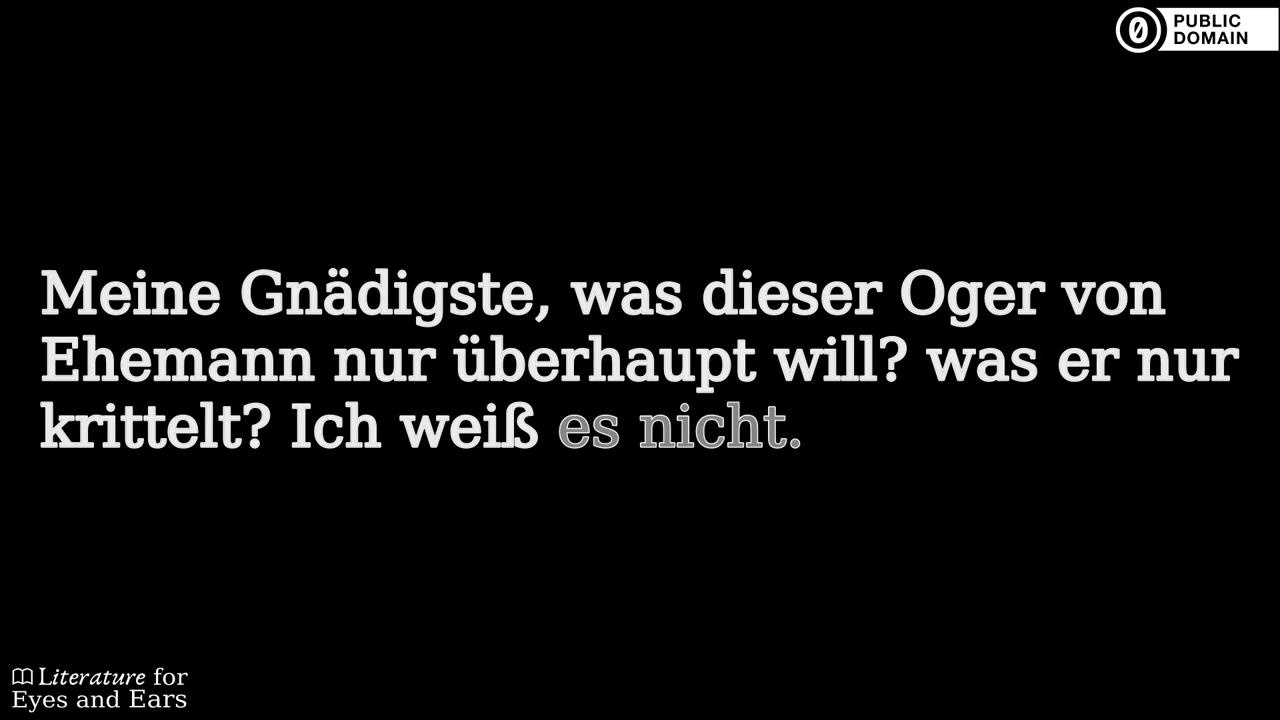 PUBLIC
DOMAIN
Meine Gnädigste, was dieser Oger von
Ehemann nur überhaupt will? was er nur
krittelt? Ich weiß es nicht.
Literature for
Eyes and Ears